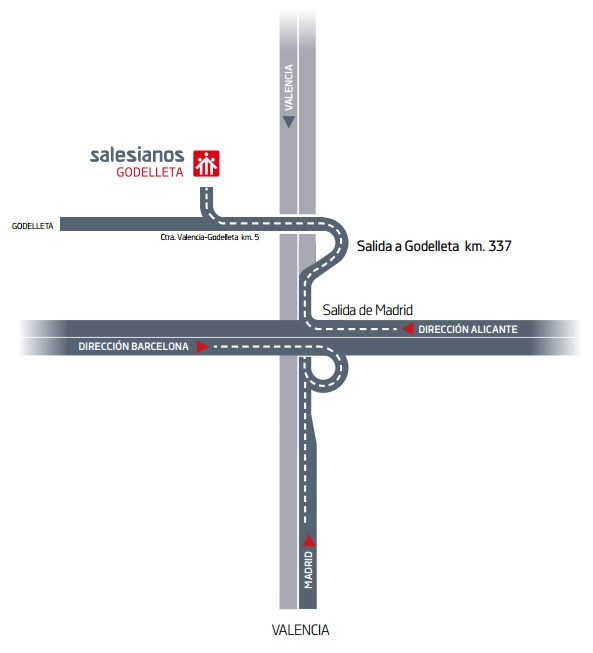 VALENCIA
salesianos
GODELLETA
GODELLETA
Ctra. Valencia-Godelleta km. 5
Salida a Godelleta km. 337
Salida de Madrid
DIRECCIÓN ALICANTE
DIRECCIÓN BARCELONA
MADRID
VALENCIA